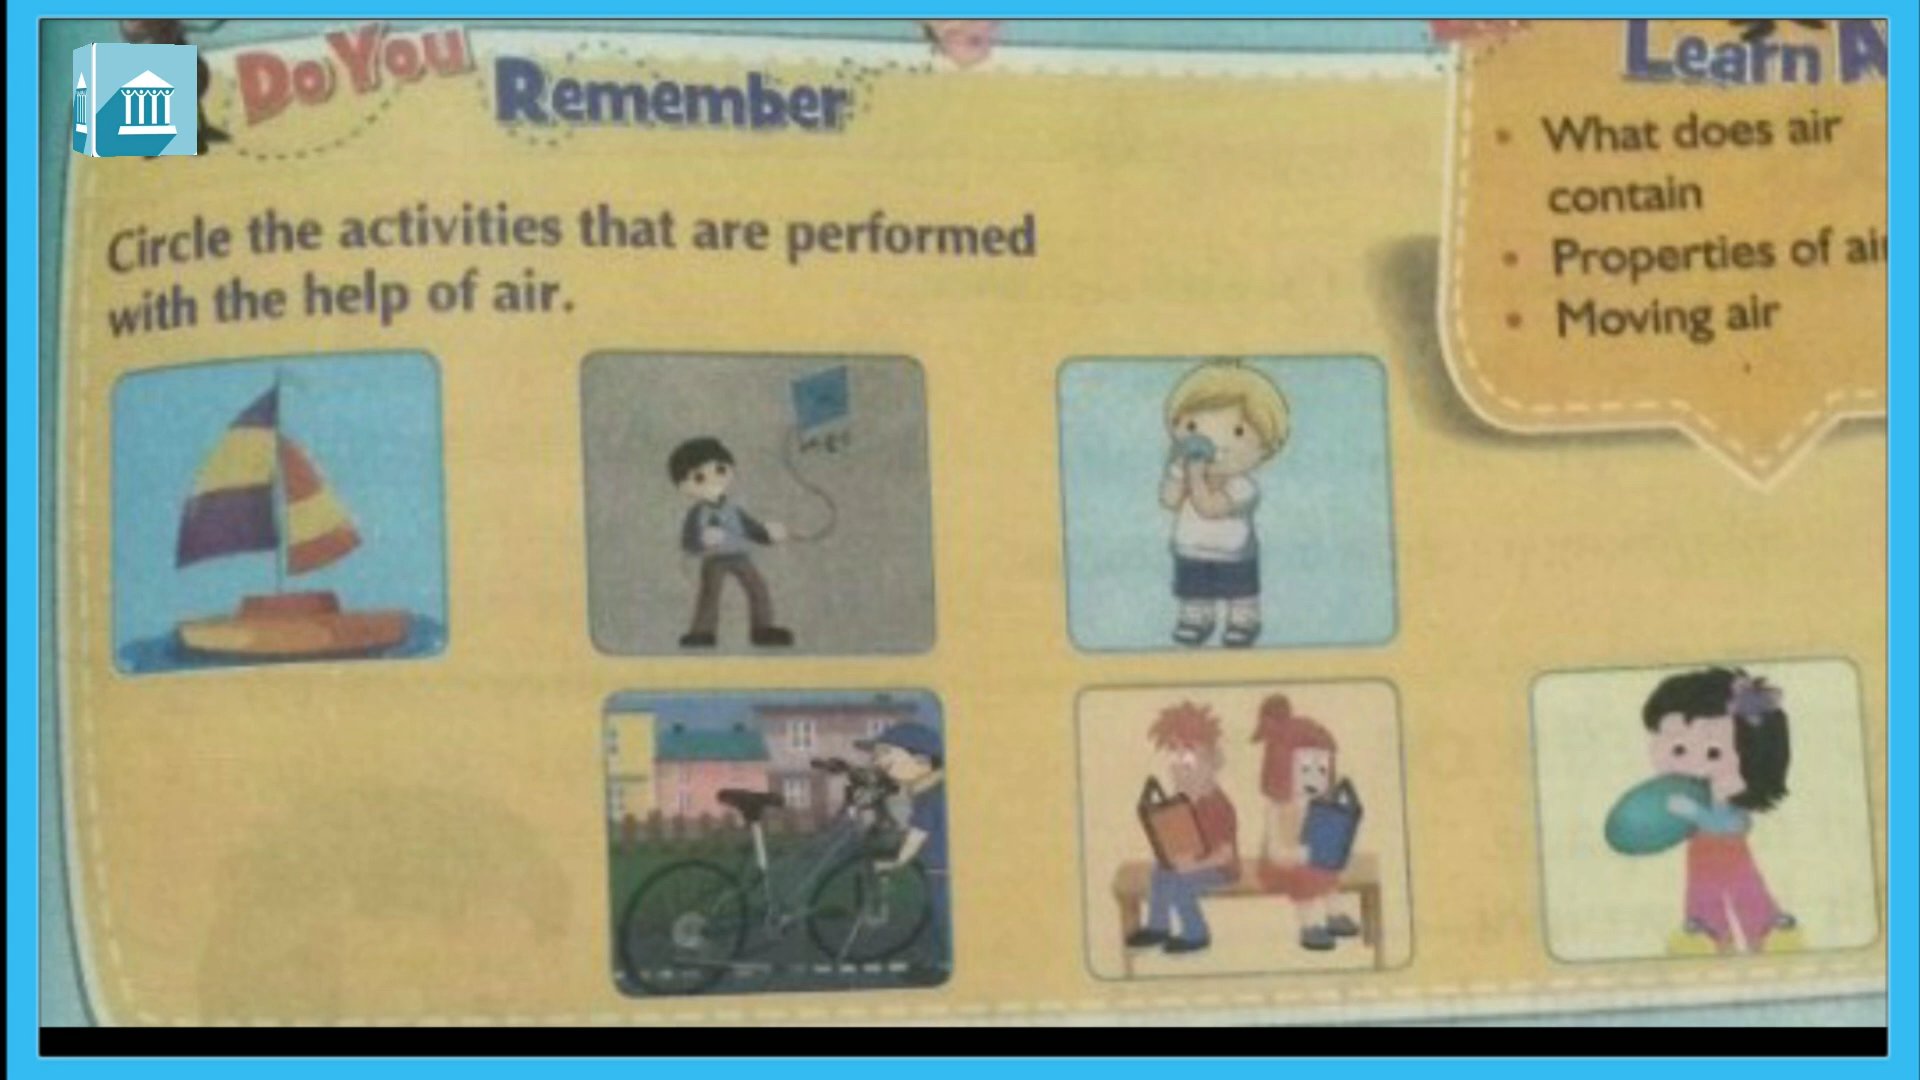 Do You
Remember
Circle the activities that are performed
with the help of air.
Learn A
• What does air
contain
• Properties of air
• Moving air